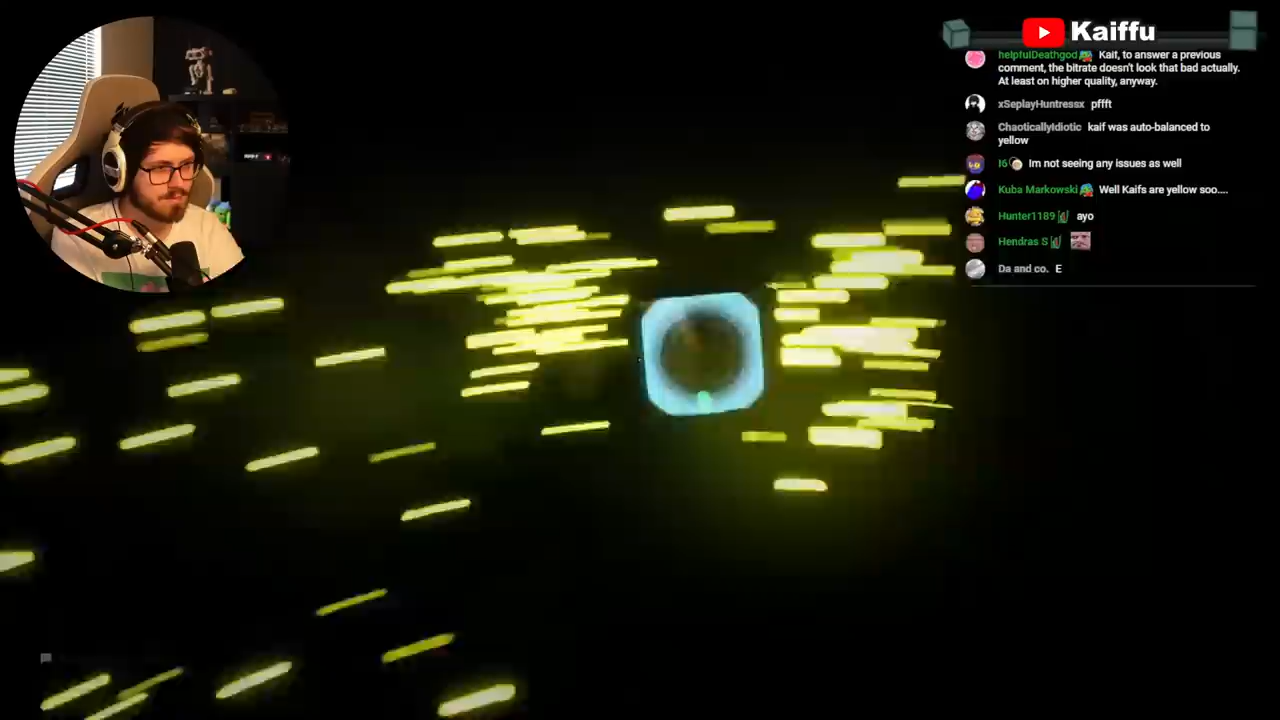 Kaiffu
helpfulDeathgod Kait, to answer a previous
comment, the bitrate doesn't look that bad actually.
At least on higher quality, anyway.
xSeplayHuntressx pffft
ChaoticallyIdiotic kaif was auto-balanced to
yellow
I6 Im not seeing any issues as well
Kuba Markowski Well Kaifs are yellow soo....
Hunter1189 ayo
Hendras S
Da and co. E